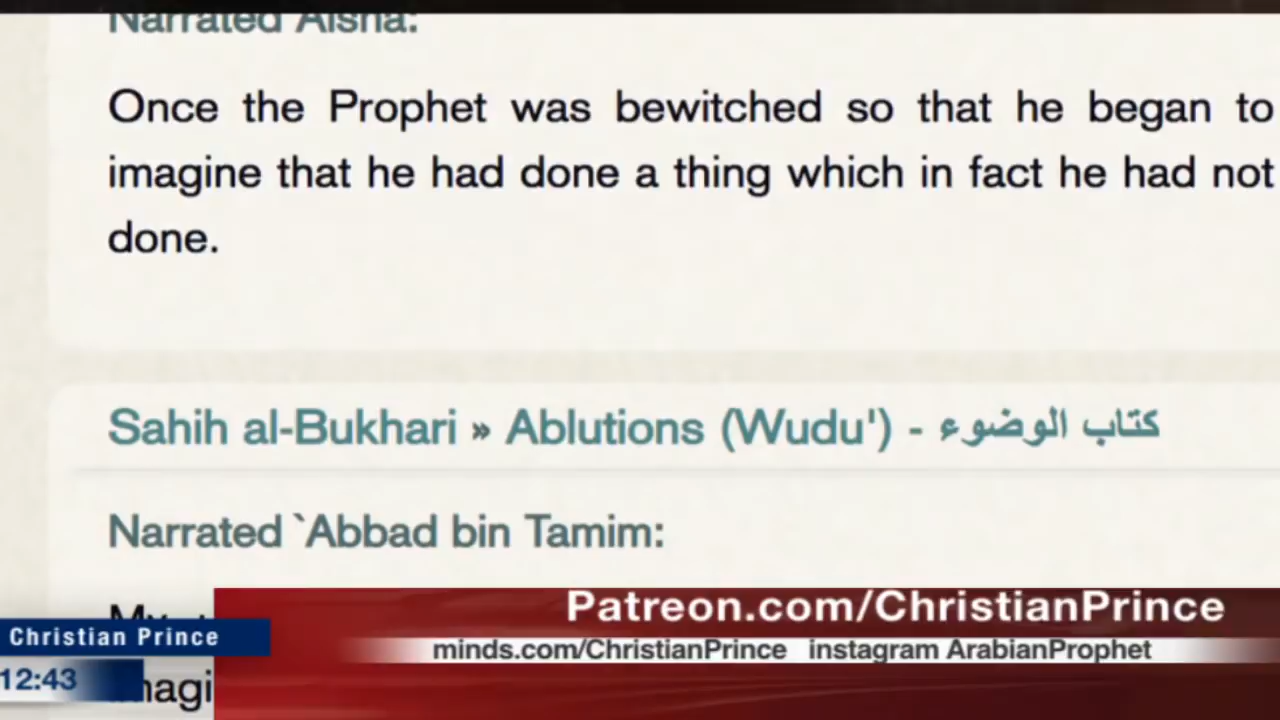 Narrated Aisha:
Once the Prophet was bewitched so that he began to
imagine that he had done a thing which in fact he had not
done.
Sahih al-Bukhari » Ablutions (Wudu') - كتاب الوضوء
Narrated `Abbad bin Tamim:
Patreon.com/ChristianPrince
Christian Prince
minds.com/ChristianPrince instagram ArabianProphet
12:43